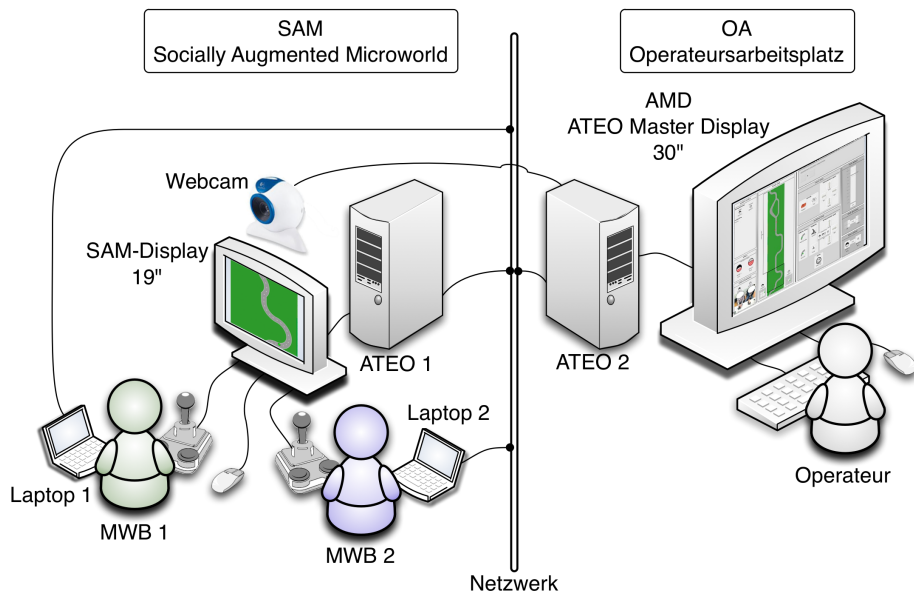 SAM
Socially Augmented Microworld
OA
Operateursarbeitsplatz
AMD
ATEO Master Display
30"
Webcam
SAM-Display
19"
ATEO 1
ATEO 2
Laptop 2
Laptop 1
Operateur
MWB 1
MWB 2
Netzwerk